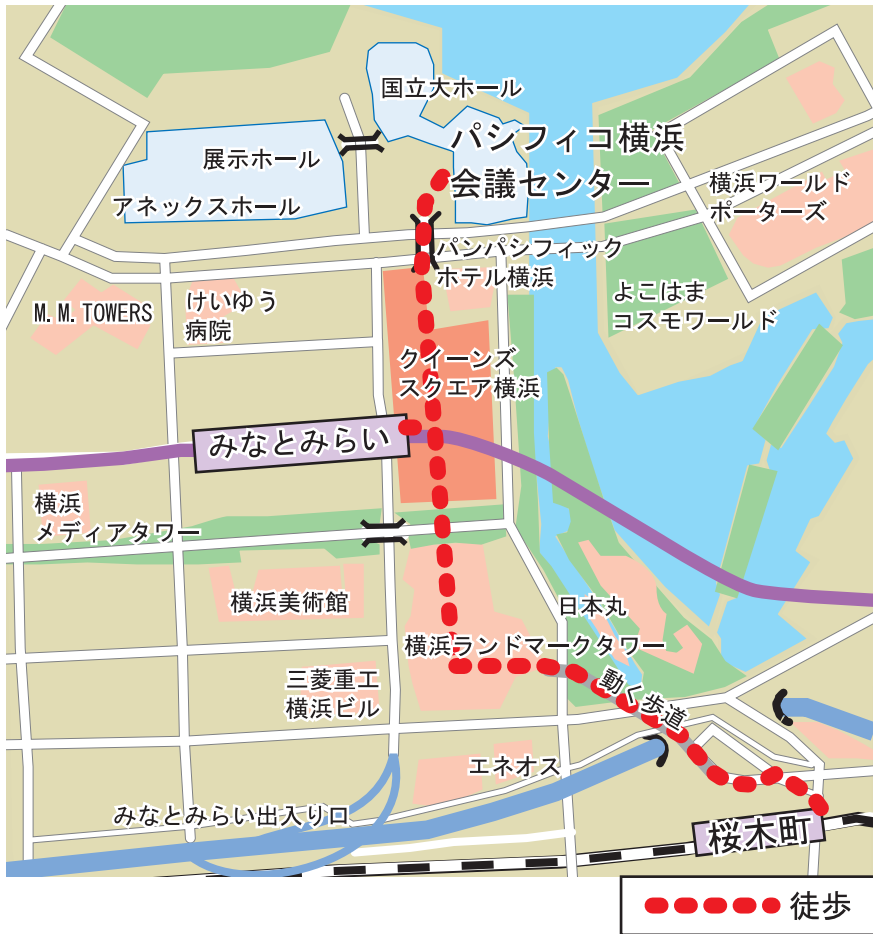 国立大ホール
パシフィコ横浜
会議センター
展示ホール
アネックスホール
横浜ワールド
ポーターズ
パンパシフィック
ホテル横浜
よこはま
コスモワールド
M.M.TOWERS
けいゆう
病院
クイーンズ
スクエア横浜
みなとみらい
横浜
メディアタワー
横浜美術館
日本丸
横浜ランドマークタワー
三菱重工
横浜ビル
動く歩道
エネオス
みなとみらい出入り口
桜木町
徒歩